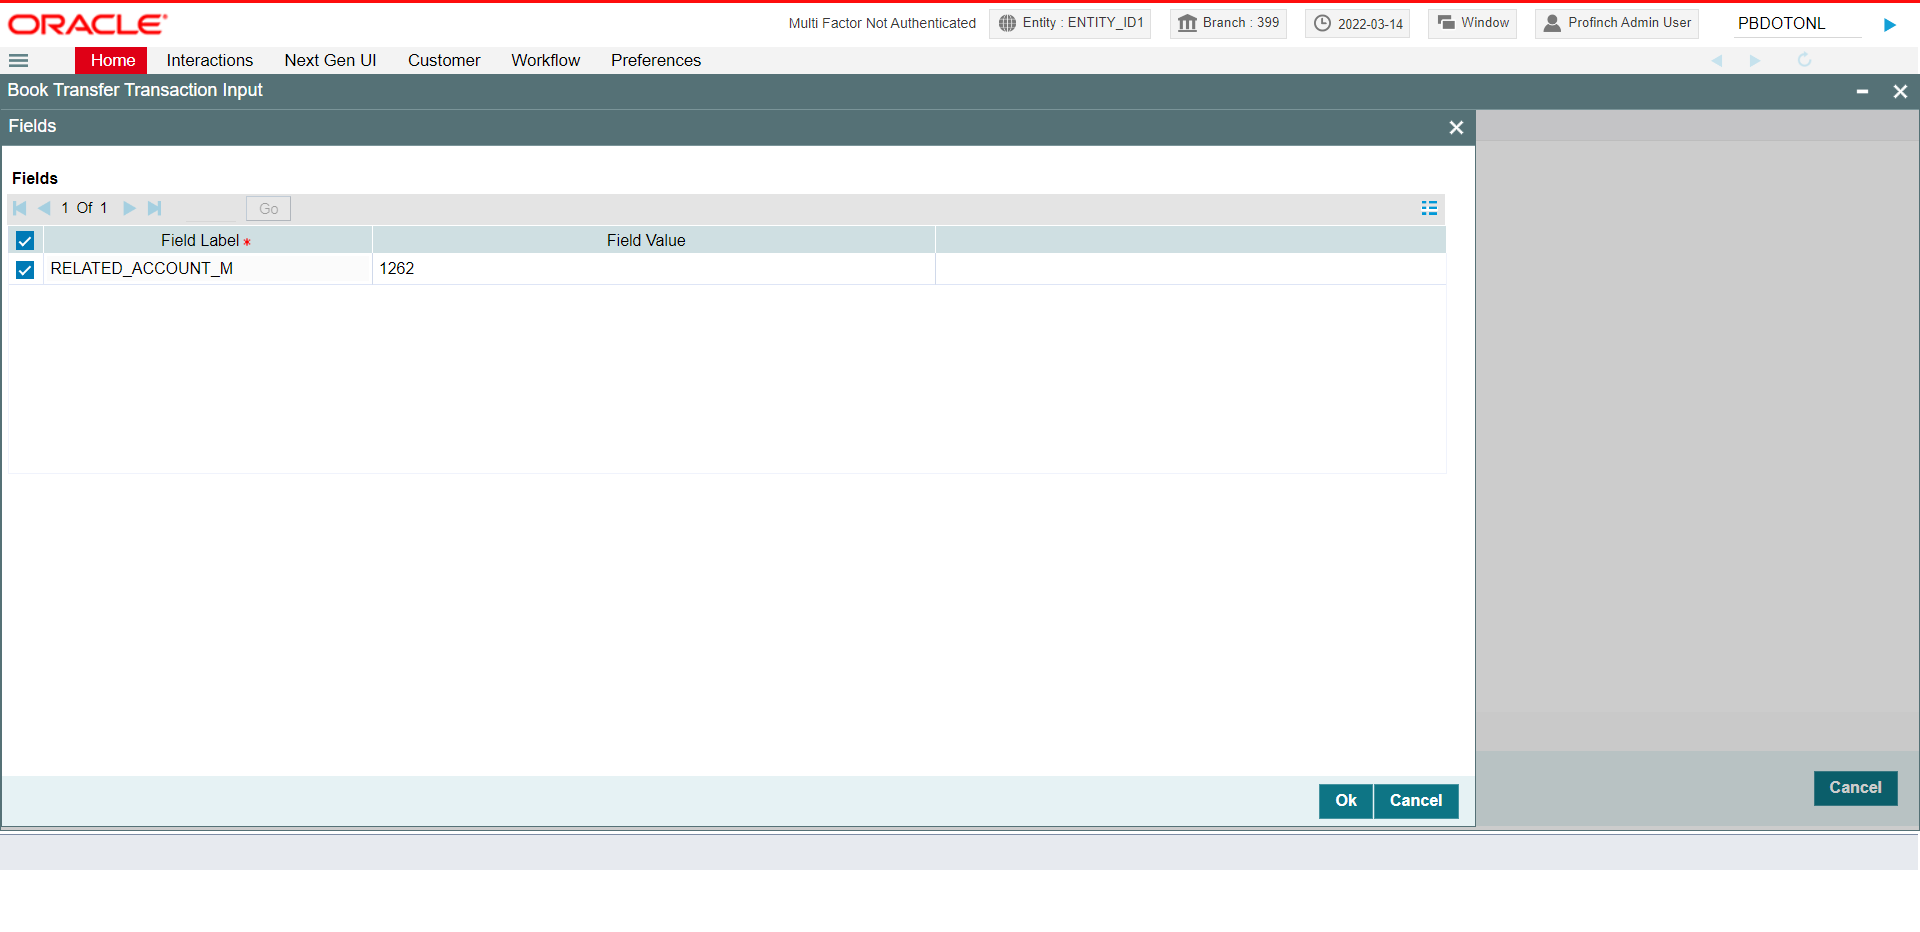 ORACLE
Multi Factor Not Authenticated Entity : ENTITY_ID1 Branch : 399 2022-03-14 Window Profinch Admin User PBDOTONL
Home Interactions Next Gen UI Customer Workflow Preferences
Book Transfer Transaction Input
Fields
Fields
1 Of 1 Go
Field Label * Field Value
RELATED_ACCOUNT_M 1262
Cancel
Ok Cancel